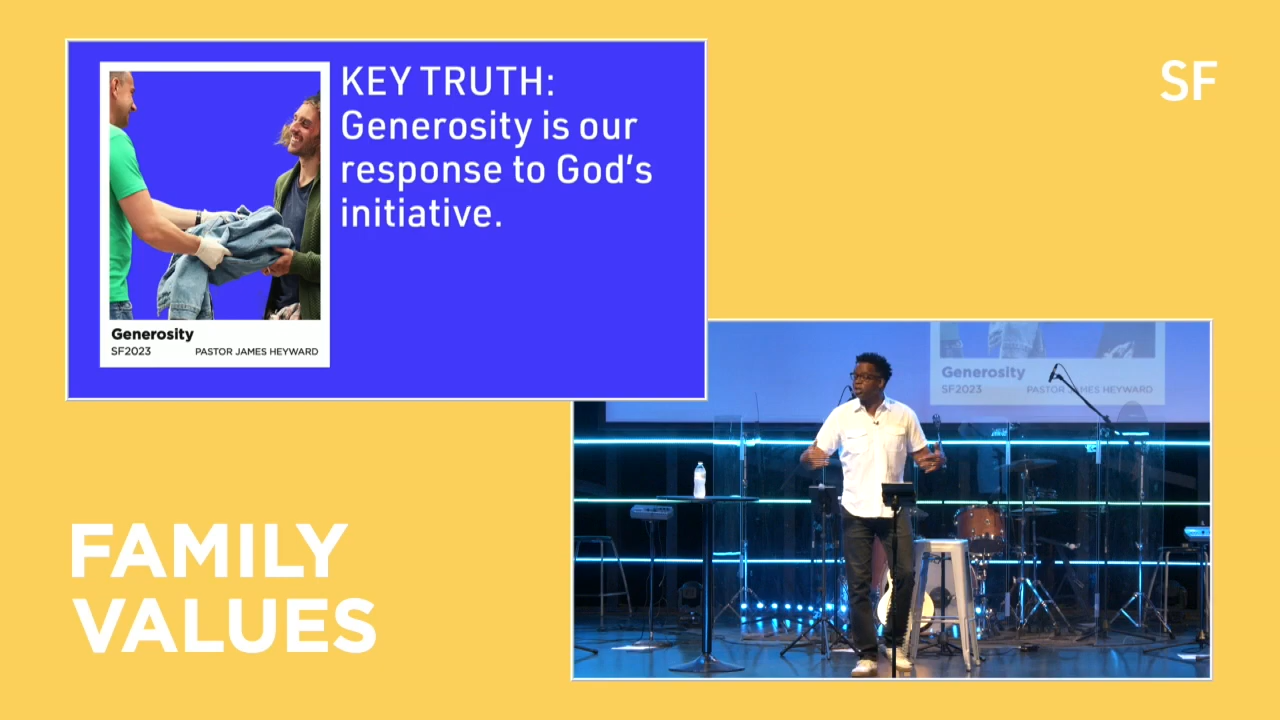 KEY TRUTH:
Generosity is our
response to God's
initiative.
Generosity
SF2023 PASTOR JAMES HEYWARD
SF
Generosity
SF2023 PASTOR JAMES HEYWARD
FAMILY
VALUES